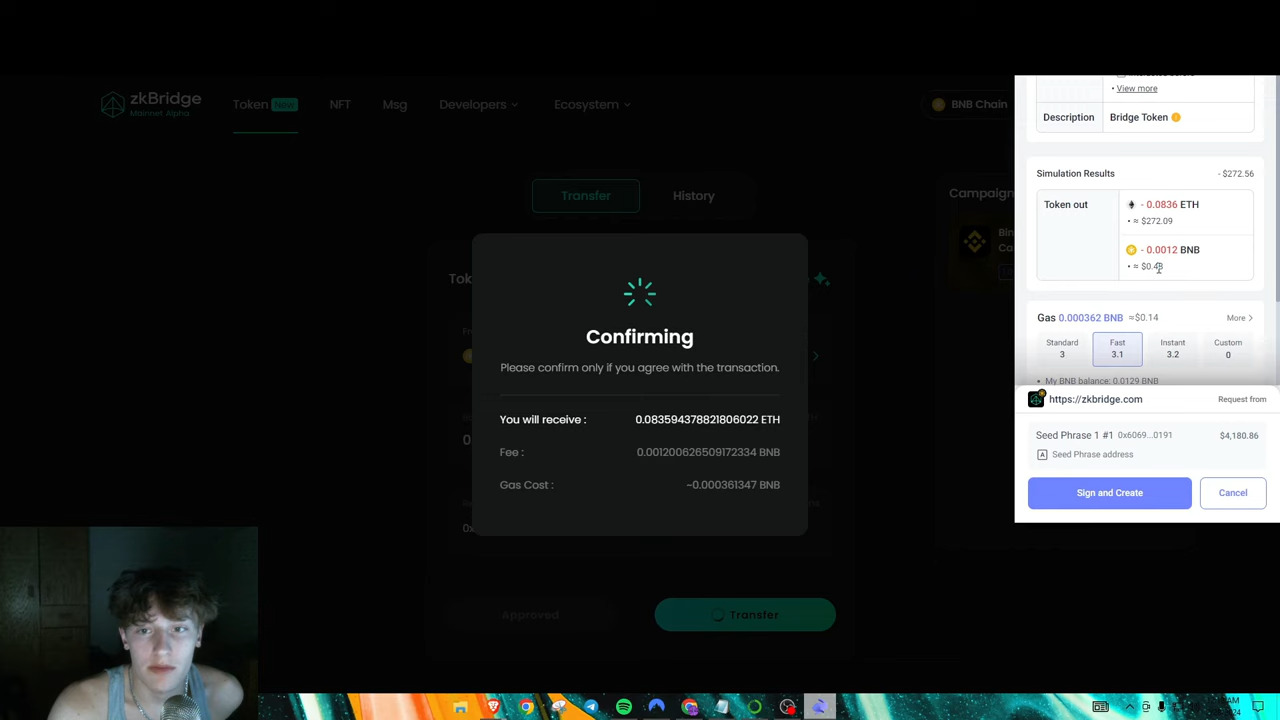 zkBridge
Mainnet Alpha
Token New
NFT
Msg
Developers
Ecosystem
BNB Chain
Transfer
History
Campaign
Confirming
Please confirm only if you agree with the transaction.
You will receive : 0.083594378821806022 ETH
Fee : 0.001200626509172334 BNB
Gas Cost : ~0.000361347 BNB
Approved
Transfer
• View more
Description Bridge Token
Simulation Results - $272.56
Token out
- 0.0836 ETH
• ≈ $272.09
- 0.0012 BNB
Gas 0.000362 BNB ≈$0.14 More >
Standard
3
Fast
3.1
Instant
3.2
Custom
0
• My BNB balance: 0.0129 BNB
https://zkbridge.com Request from
Seed Phrase 1 #1 0x6069...0191 $4,180.86
Seed Phrase address
Sign and Create
Cancel